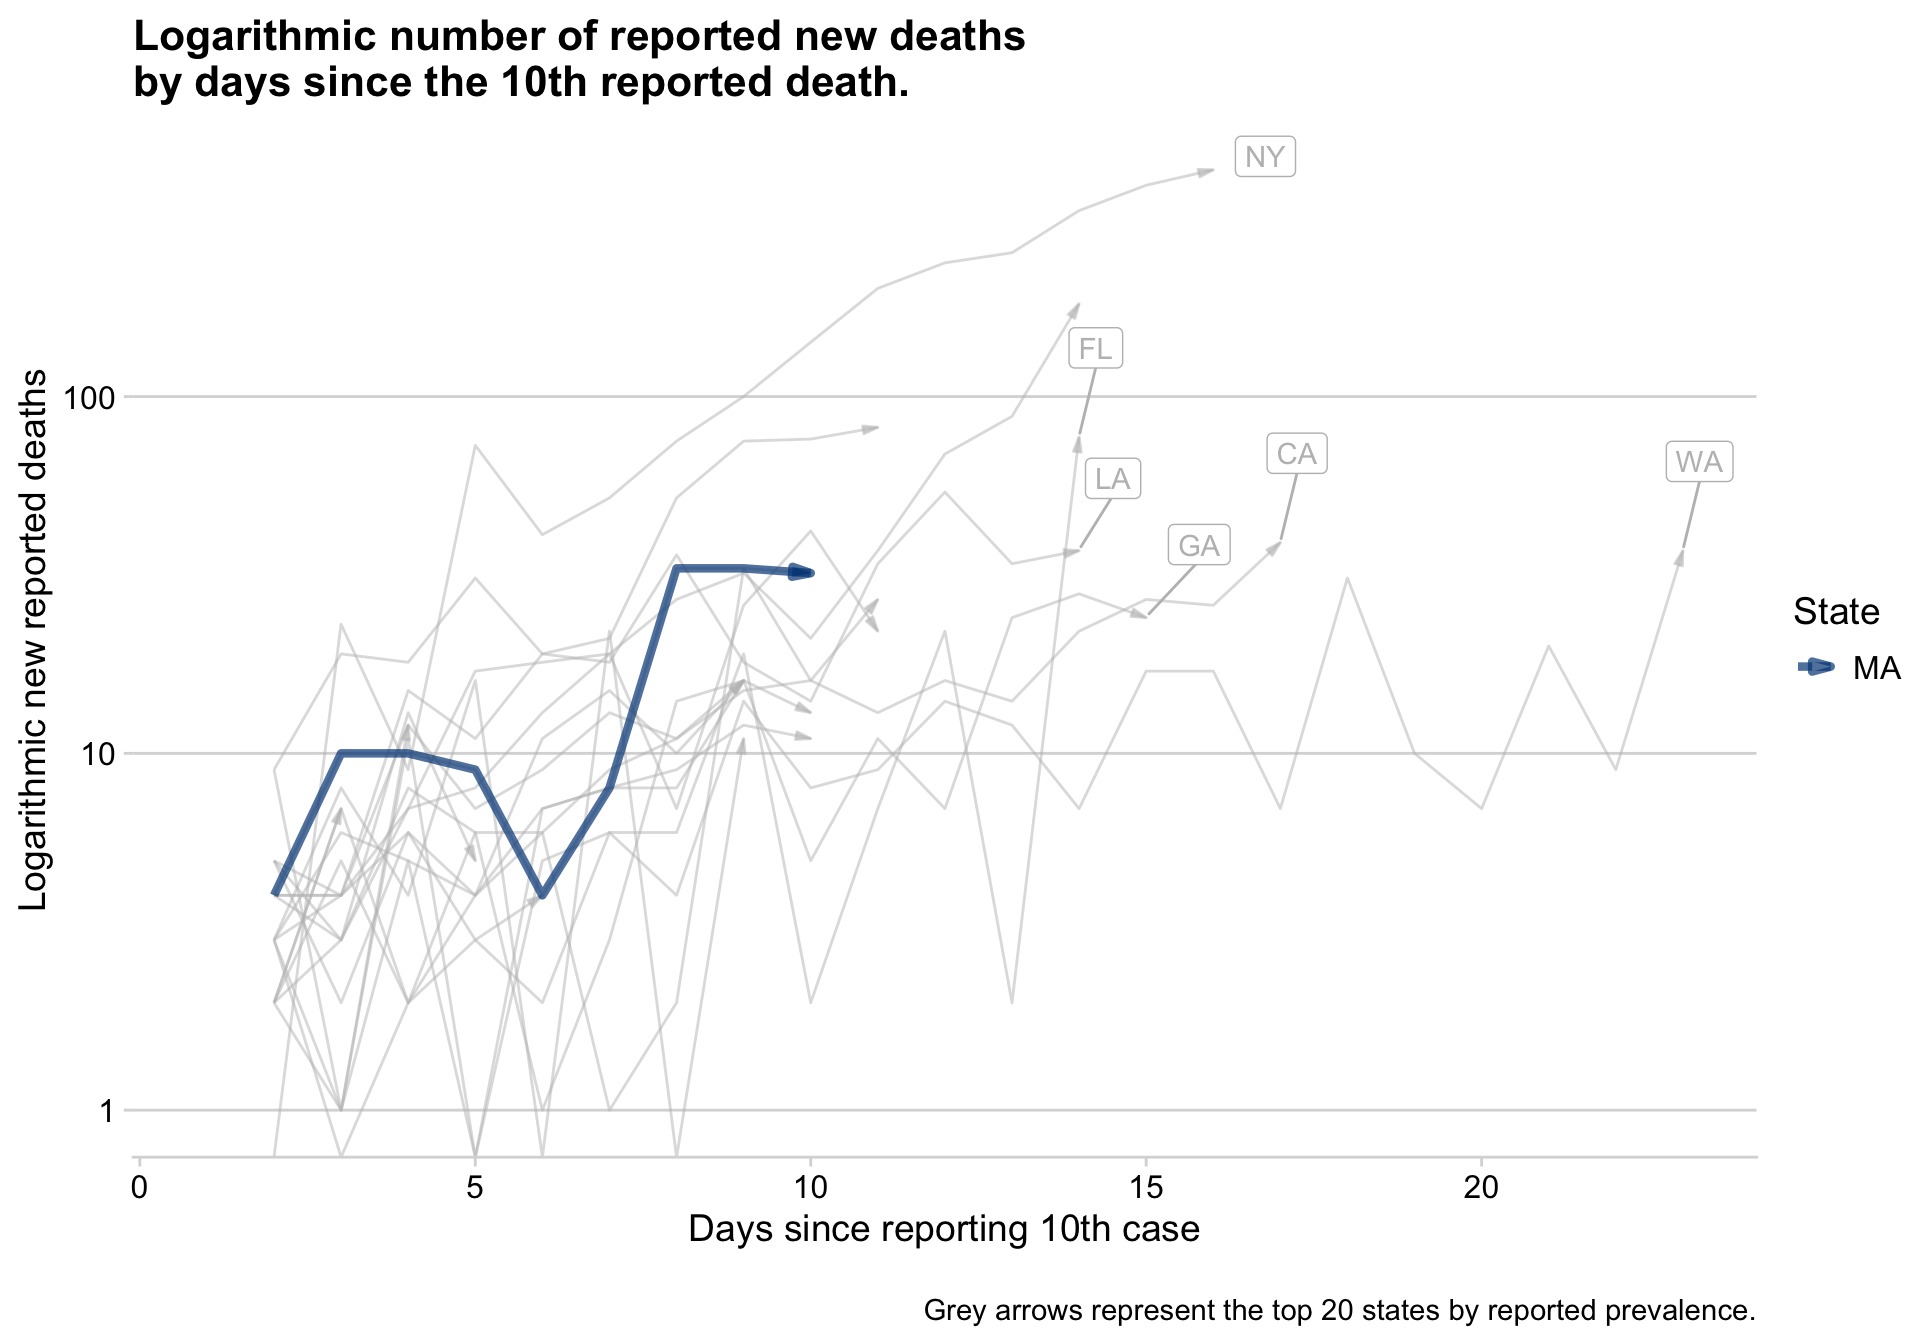 Logarithmic number of reported new deaths
by days since the 10th reported death.
NY
FL
100
CA
WA
LA
GA
Logarithmic new reported deaths
State
MA
10
1
0 5 10 15 20
Days since reporting 10th case
Grey arrows represent the top 20 states by reported prevalence.